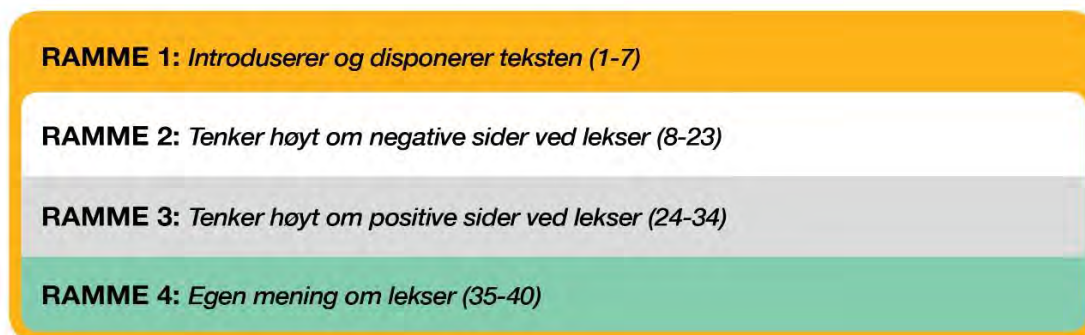 RAMME 1: Introduserer og disponerer teksten (1-7)
RAMME 2: Tenker høyt om negative sider ved lekser (8-23)
RAMME 3: Tenker høyt om positive sider ved lekser (24-34)
RAMME 4: Egen mening om lekser (35-40)